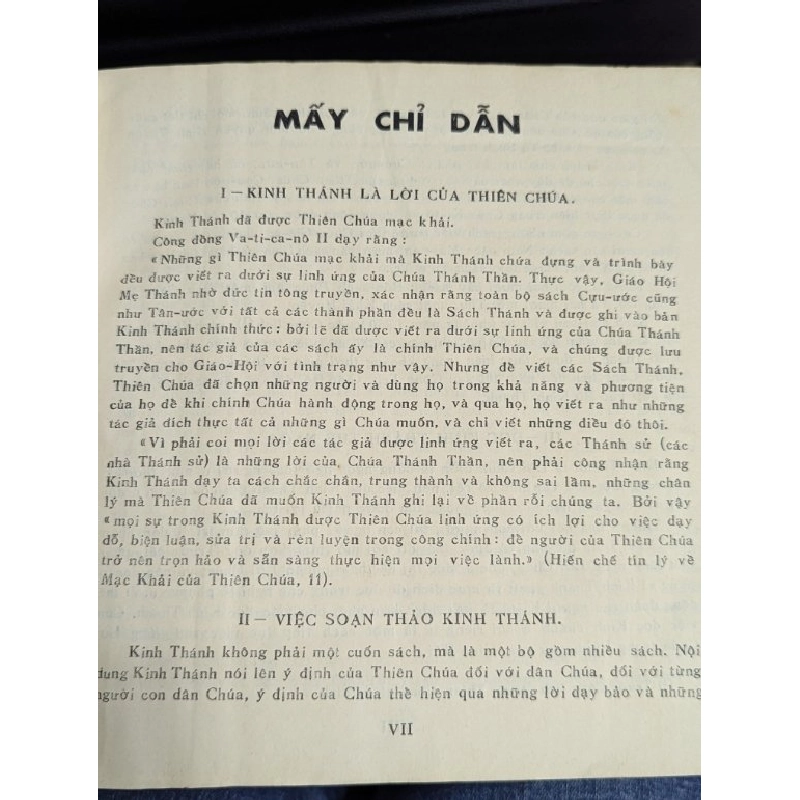 MẤY CHỈ DẪN
I — KINH THÁNH LÀ LỜI CỦA THIÊN CHÚA.
Kinh Thánh đã được Thiên Chúa mạc khải.
Công đồng Va-ti-ca-nô II dạy rằng :
«Những gì Thiên Chúa mạc khải mà Kinh Thánh chứa đựng và trình bày
đều được viết ra dưới sự linh ứng của Chúa Thánh Thần. Thực vậy, Giáo Hội
Mẹ Thánh nhờ đức tin tông truyền, xác nhận rằng toàn bộ sách Cựu-ước cũng
như Tân-ước với tất cả các thành phần đều là Sách Thánh và được ghi vào bản
Kinh Thánh chính thức : bởi lẽ đã được viết ra dưới sự linh ứng của Chúa Thánh
Thần, nên tác giả của các sách ấy là chính Thiên Chúa, và chúng được lưu
truyền cho Giáo-Hội với tình trạng như vậy. Nhưng để viết các Sách Thánh,
Thiên Chúa đã chọn những người và dùng họ trong khả năng và phương tiện
của họ để khi chính Chúa hành động trong họ, và qua họ, họ viết ra như những
tác giả đích thực tất cả những gì Chúa muốn, và chỉ viết những điều đó thôi.
«Vì phải coi mọi lời các tác giả được linh ứng viết ra, các Thánh sử (các
nhà Thánh sử) là những lời của, Chúa Thánh Thần, nên phải công nhận rằng
Kinh Thánh dạy ta cách chắc chắn, trung thành và không sai lầm, những chân
lý mà Thiên Chúa đã muốn Kinh Thánh ghi lại về phần rỗi chúng ta. Bởi vậy
«mọi sự trong Kinh Thánh được Thiên Chúa linh ứng có ích lợi cho việc dạy
dỗ, biện luận, sửa trị và rèn luyện trong công chính : để người của Thiên Chúa
trở nên trọn hảo và sẵn sàng thực hiện mọi việc lành.» (Hiến chế tín lý về
Mạc Khải của Thiên Chúa, 11).
II — VIỆC SOẠN THẢO KINH THÁNH.
Kinh Thánh không phải một cuốn sách, mà là một bộ gồm nhiều sách. Nội
dung Kinh Thánh nói lên ý định của Thiên Chúa đối với dân Chúa, đối với từng
người con dân Chúa, ý định của Chúa thể hiện qua những lời dạy bảo và những
VII